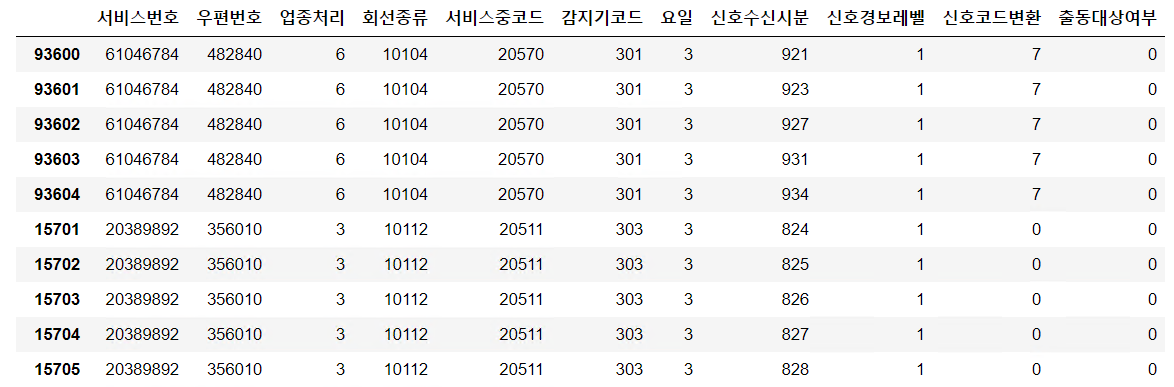 서비스번호 우편번호 업종처리 회선종류 서비스중코드 감지기코드 요일 신호수신시분 신호경보레벨 신호코드변환 출동대상여부
93600 61046784 482840 6 10104 20570 301 3 921 1 7 0
93601 61046784 482840 6 10104 20570 301 3 923 1 7 0
93602 61046784 482840 6 10104 20570 301 3 927 1 7 0
93603 61046784 482840 6 10104 20570 301 3 931 1 7 0
93604 61046784 482840 6 10104 20570 301 3 934 1 7 0
15701 20389892 356010 3 10112 20511 303 3 824 1 0 0
15702 20389892 356010 3 10112 20511 303 3 825 1 0 0
15703 20389892 356010 3 10112 20511 303 3 826 1 0 0
15704 20389892 356010 3 10112 20511 303 3 827 1 0 0
15705 20389892 356010 3 10112 20511 303 3 828 1 0 0